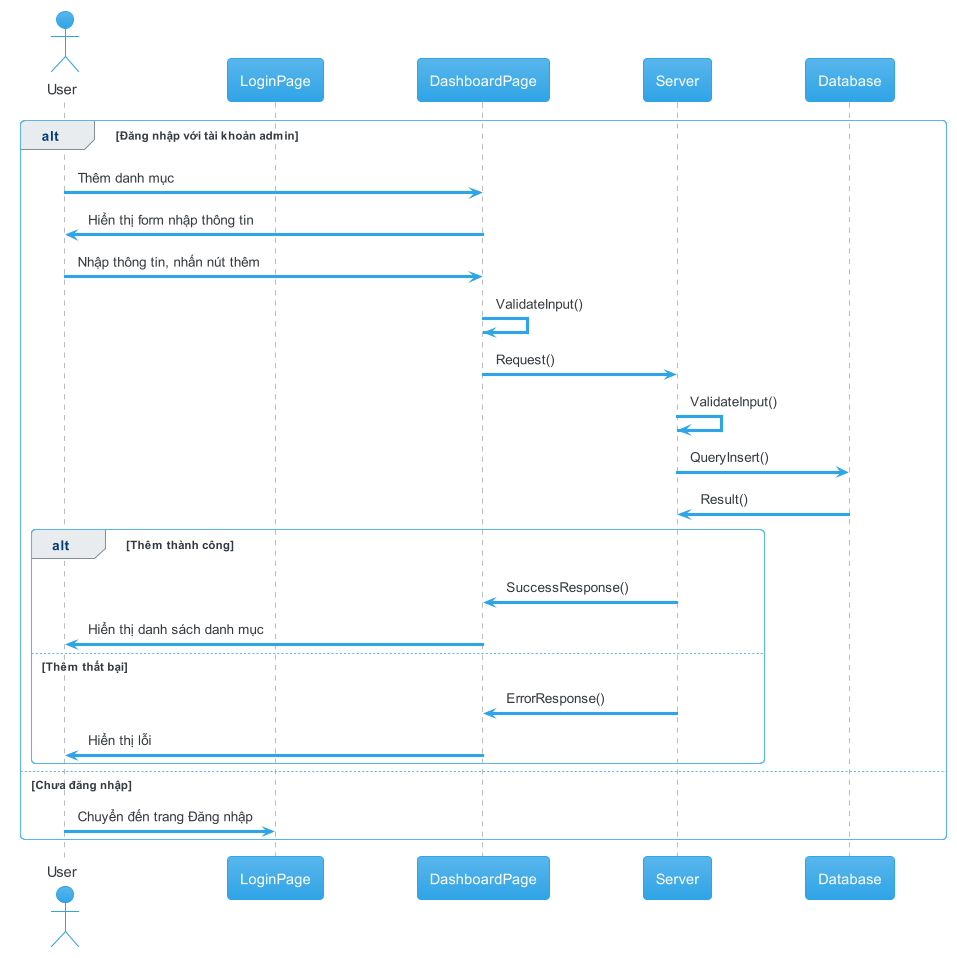 User
LoginPage
DashboardPage
Server
Database
alt
[Đăng nhập với tài khoản admin]
Thêm danh mục
Hiển thị form nhập thông tin
Nhập thông tin, nhấn nút thêm
ValidateInput()
Request()
ValidateInput()
QueryInsert()
Result()
alt
[Thêm thành công]
SuccessResponse()
Hiển thị danh sách danh mục
[Thêm thất bại]
ErrorResponse()
Hiển thị lỗi
[Chưa đăng nhập]
Chuyển đến trang Đăng nhập
User
LoginPage
DashboardPage
Server
Database